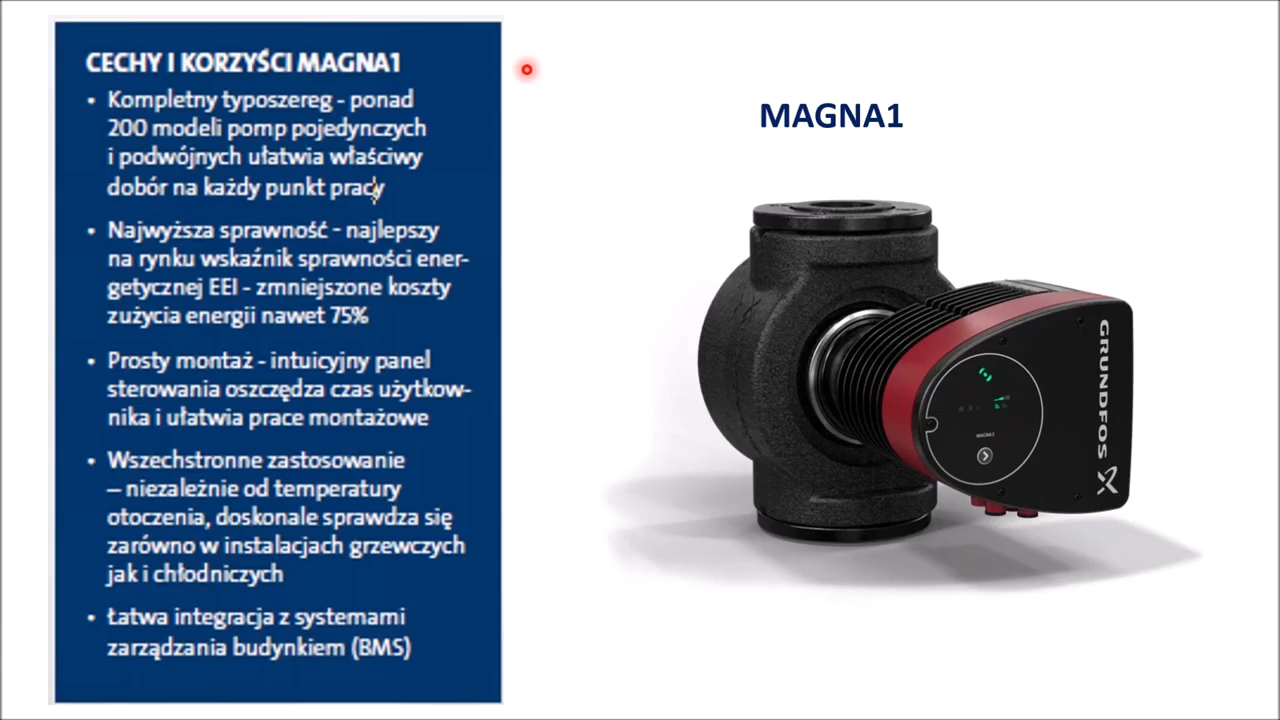 CECHY I KORZYŚCI MAGNA1
• Kompletny typoszereg - ponad
200 modeli pomp pojedynczych
i podwójnych ułatwia właściwy
dobór na każdy punkt pracy
• Najwyższa sprawność - najlepszy
na rynku wskaźnik sprawności ener-
getycznej EEI - zmniejszone koszty
zużycia energii nawet 75%
• Prosty montaż - intuicyjny panel
sterowania oszczędza czas użytkow-
nika i ułatwia prace montażowe
• Wszechstronne zastosowanie
– niezależnie od temperatury
otoczenia, doskonale sprawdza się
zarówno w instalacjach grzewczych
jak i chłodniczych
• Łatwa integracja z systemami
zarządzania budynkiem (BMS)
MAGNA1
GRUNDFOS
MAGNA1